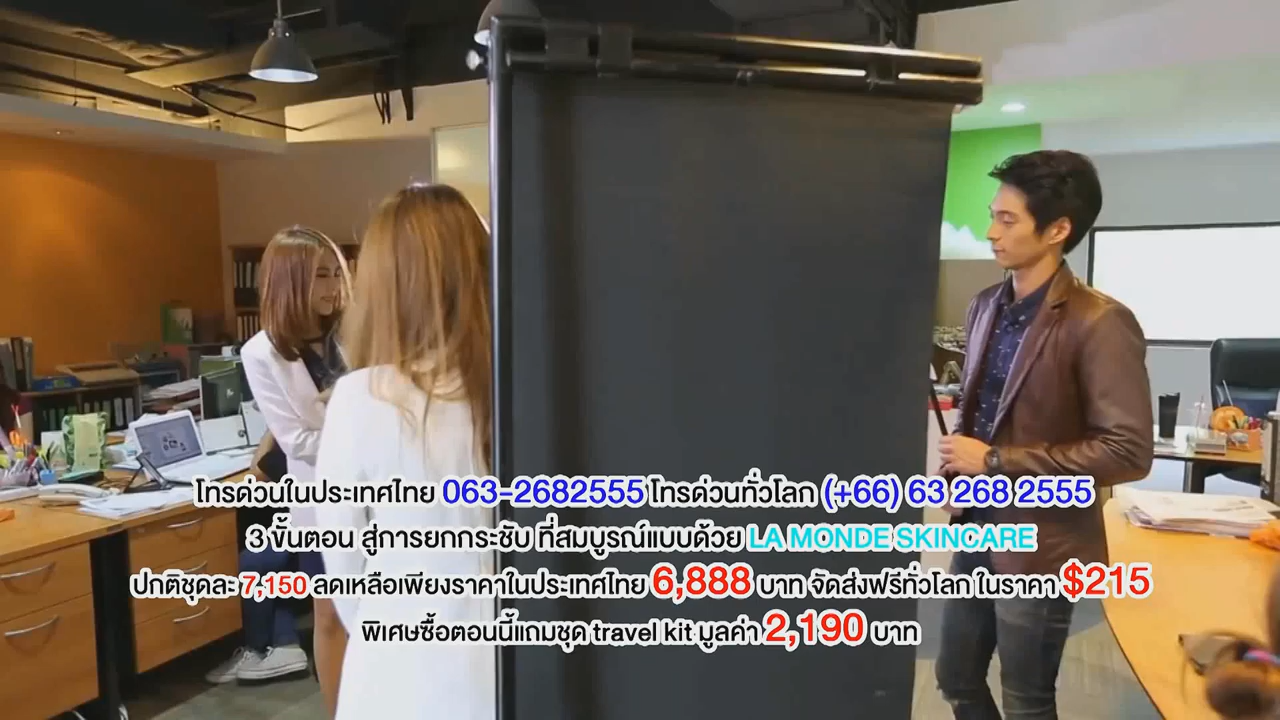 โทรด่วนในประเทศไทย 063-2682555 โทรด่วนทั่วโลก (+66) 63 268 2555
3 ขั้นตอน สู่การยกกระชับ ที่สมบูรณ์แบบด้วย LA MONDE SKINCARE
ปกติชุดละ 7,150 ลดเหลือเพียงราคาในประเทศไทย 6,888 บาท จัดส่งฟรีทั่วโลก ในราคา $215
พิเศษซื้อตอนนี้แถมชุด travel kit มูลค่า 2,190 บาท